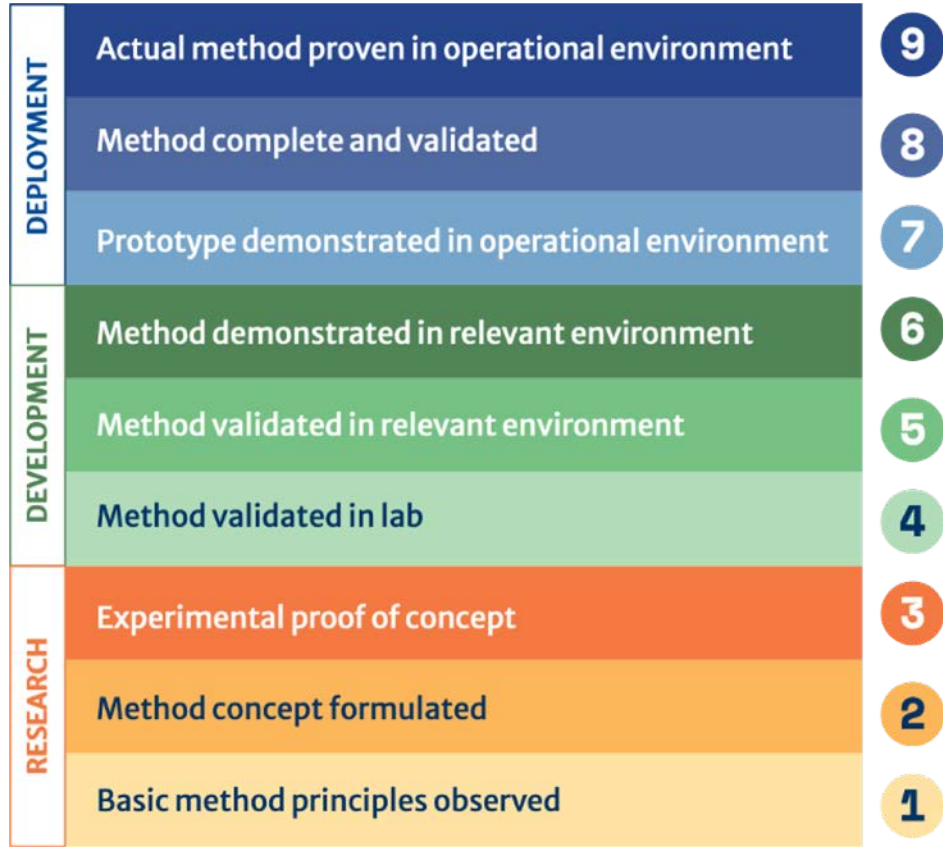 DEPLOYMENT
Actual method proven in operational environment
9
Method complete and validated
8
Prototype demonstrated in operational environment
7
DEVELOPMENT
Method demonstrated in relevant environment
6
Method validated in relevant environment
5
Method validated in lab
4
RESEARCH
Experimental proof of concept
3
Method concept formulated
2
Basic method principles observed
1